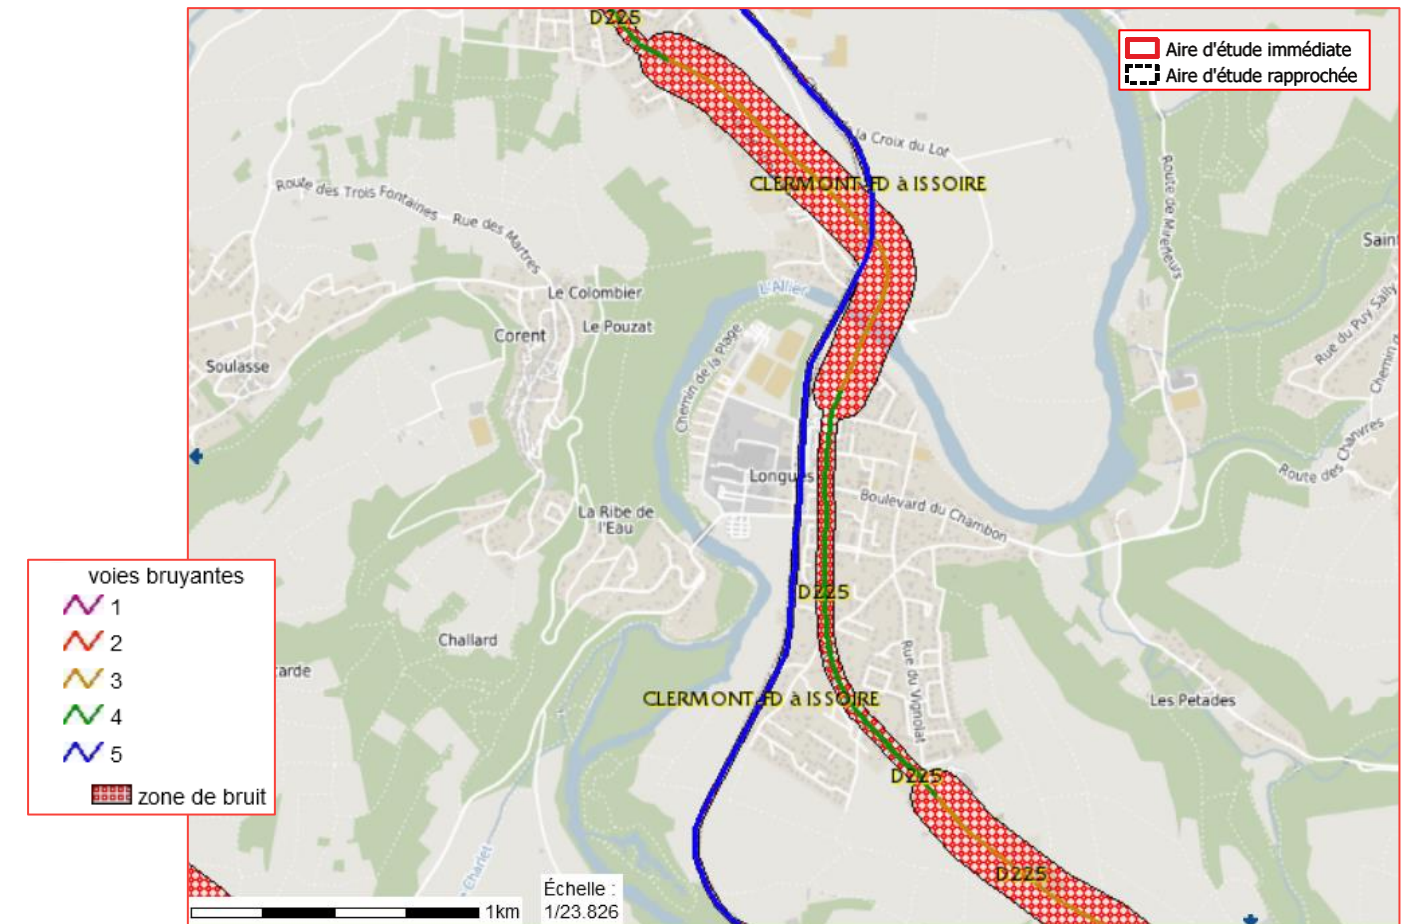 D225
Aire d'étude immédiate
Aire d'étude rapprochée
la Croix du Lot
Route des Trois Fontaines
Rue des Martres
CLERMONT-FD à ISSOIRE
Route de Mirefleurs
Le Colombier
L'Allier
Le Pouzat
Corent
Soulasse
Chemin de la Plage
Rue du Puy Sally
Route des Chanvres
Longues
Boulevard du Chambon
La Ribe de
l'Eau
D225
voies bruyantes
1
2
3
4
5
zone de bruit
Challard
arde
Rue du Vignolat
CLERMONT-FD à ISSOIRE
Les Petades
D225
D225
Charlet
Échelle :
1/23.826
1km